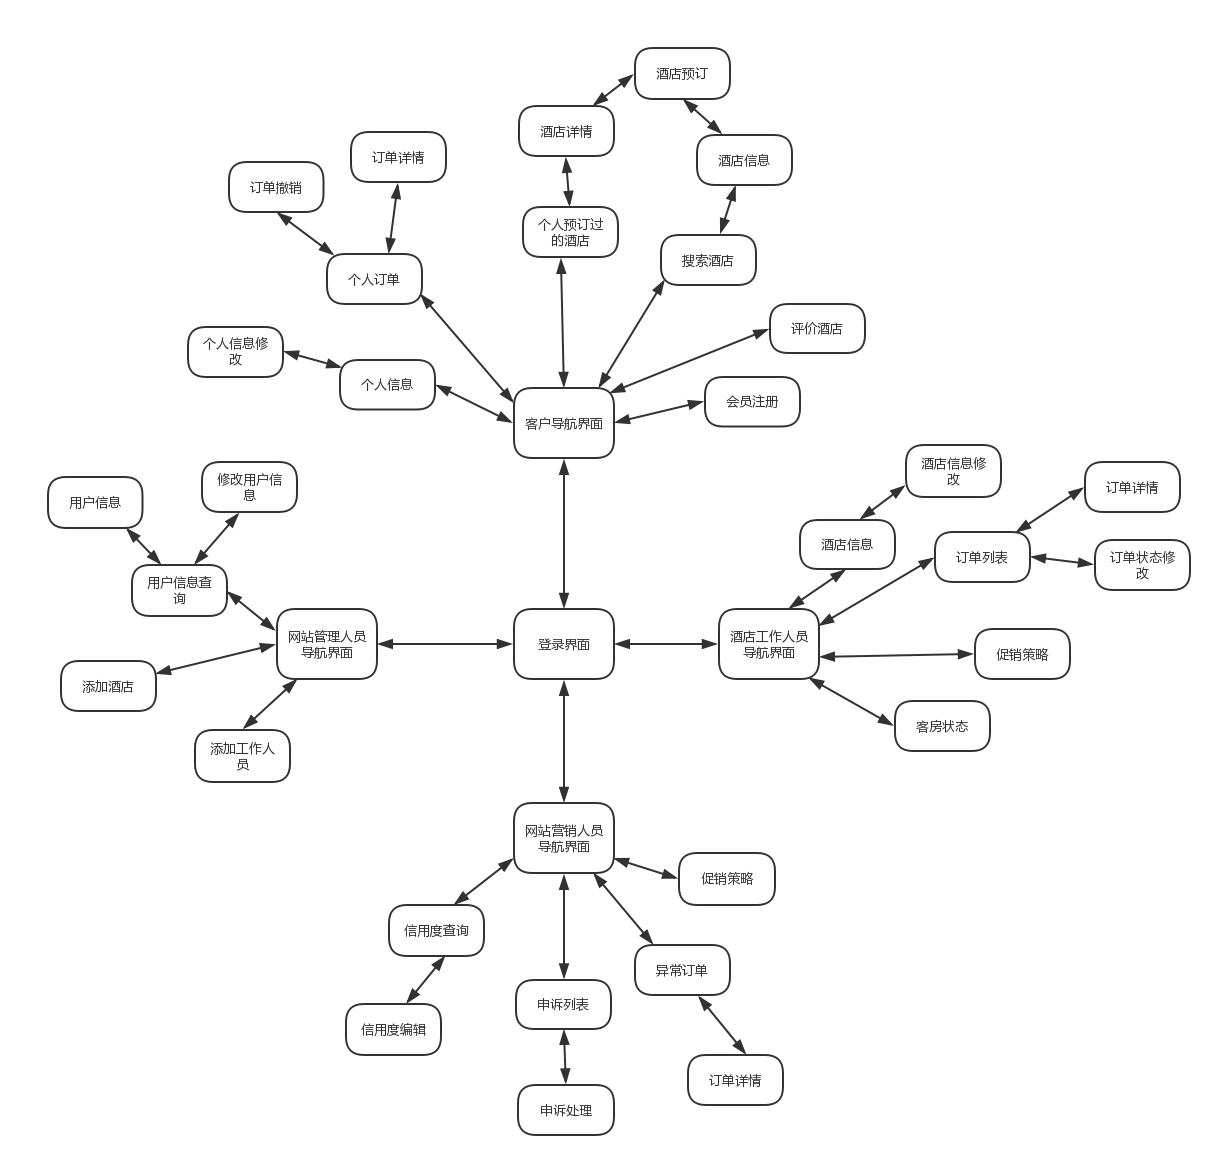 酒店预订
酒店详情
订单详情
酒店信息
订单撤销
个人预订过
的酒店
搜索酒店
个人订单
评价酒店
个人信息修
改
个人信息
会员注册
客户导航界面
酒店信息修
改
用户信息
修改用户信
息
订单详情
酒店信息
订单列表
订单状态修
改
用户信息查
询
网站管理人员
导航界面
登录界面
酒店工作人员
导航界面
促销策略
添加酒店
客房状态
添加工作人
员
网站营销人员
导航界面
促销策略
信用度查询
异常订单
申诉列表
信用度编辑
订单详情
申诉处理